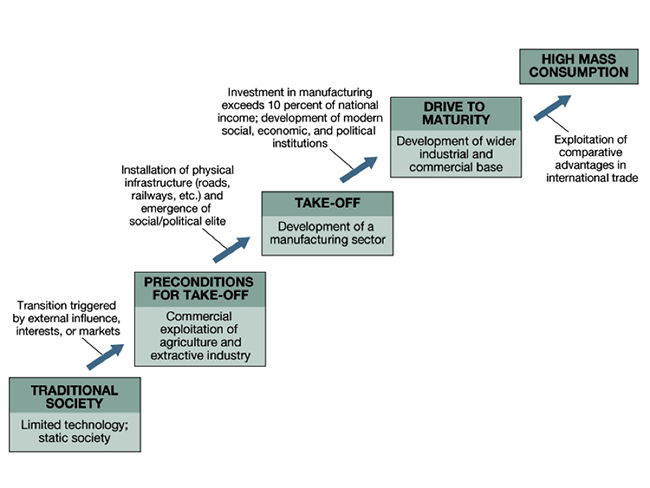 HIGH MASS
CONSUMPTION
Investment in manufacturing
exceeds 10 percent of national
income; development of modern
social, economic, and political
institutions
DRIVE TO
MATURITY
Development of wider
industrial and
commercial base
Exploitation of
comparative
advantages in
international trade
Installation of physical
infrastructure (roads,
railways, etc.) and
emergence of
social/political elite
TAKE-OFF
Development of a
manufacturing sector
PRECONDITIONS
FOR TAKE-OFF
Commercial
exploitation of
agriculture and
extractive industry
Transition triggered
by external influence,
interests, or markets
TRADITIONAL
SOCIETY
Limited technology;
static society